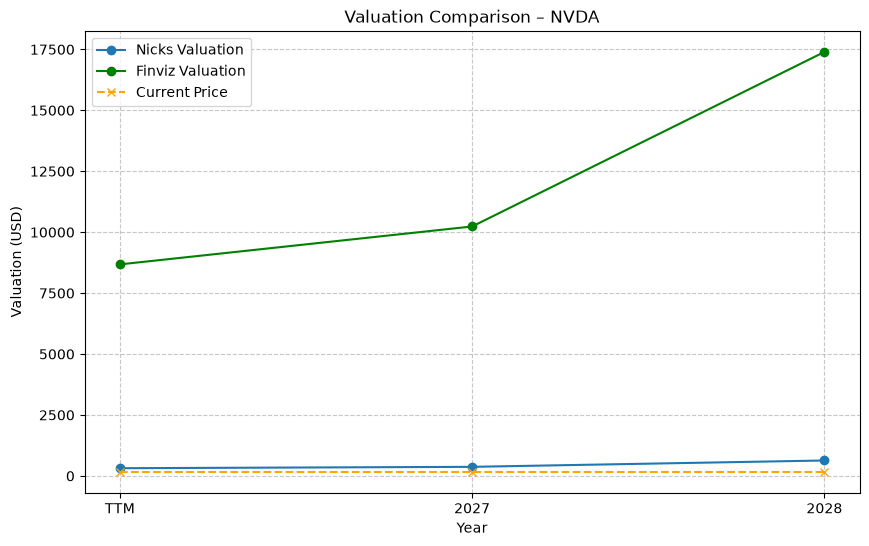 Valuation Comparison – NVDA
Nicks Valuation
Finviz Valuation
Current Price
Valuation (USD)
17500
15000
12500
10000
7500
5000
2500
0
TTM
2027
2028
Year